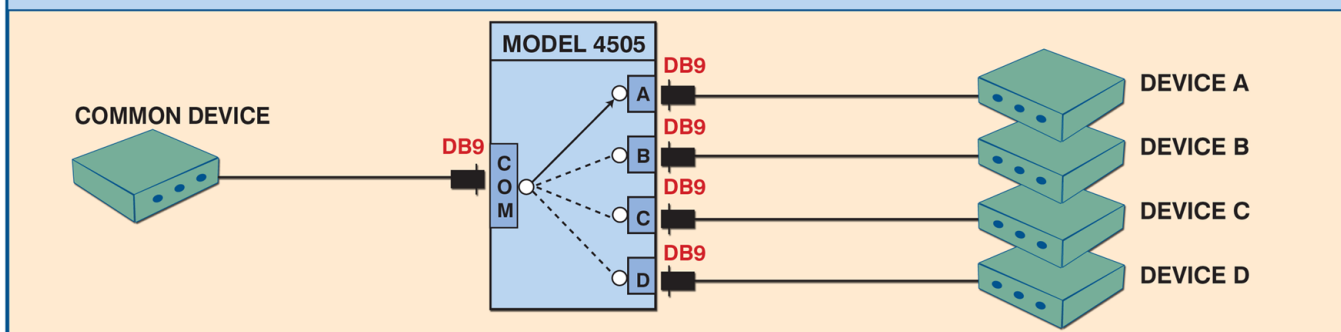 MODEL 4505
COMMON DEVICE
DB9
C
O
M
A
B
C
D
DB9
DB9
DB9
DB9
DEVICE A
DEVICE B
DEVICE C
DEVICE D